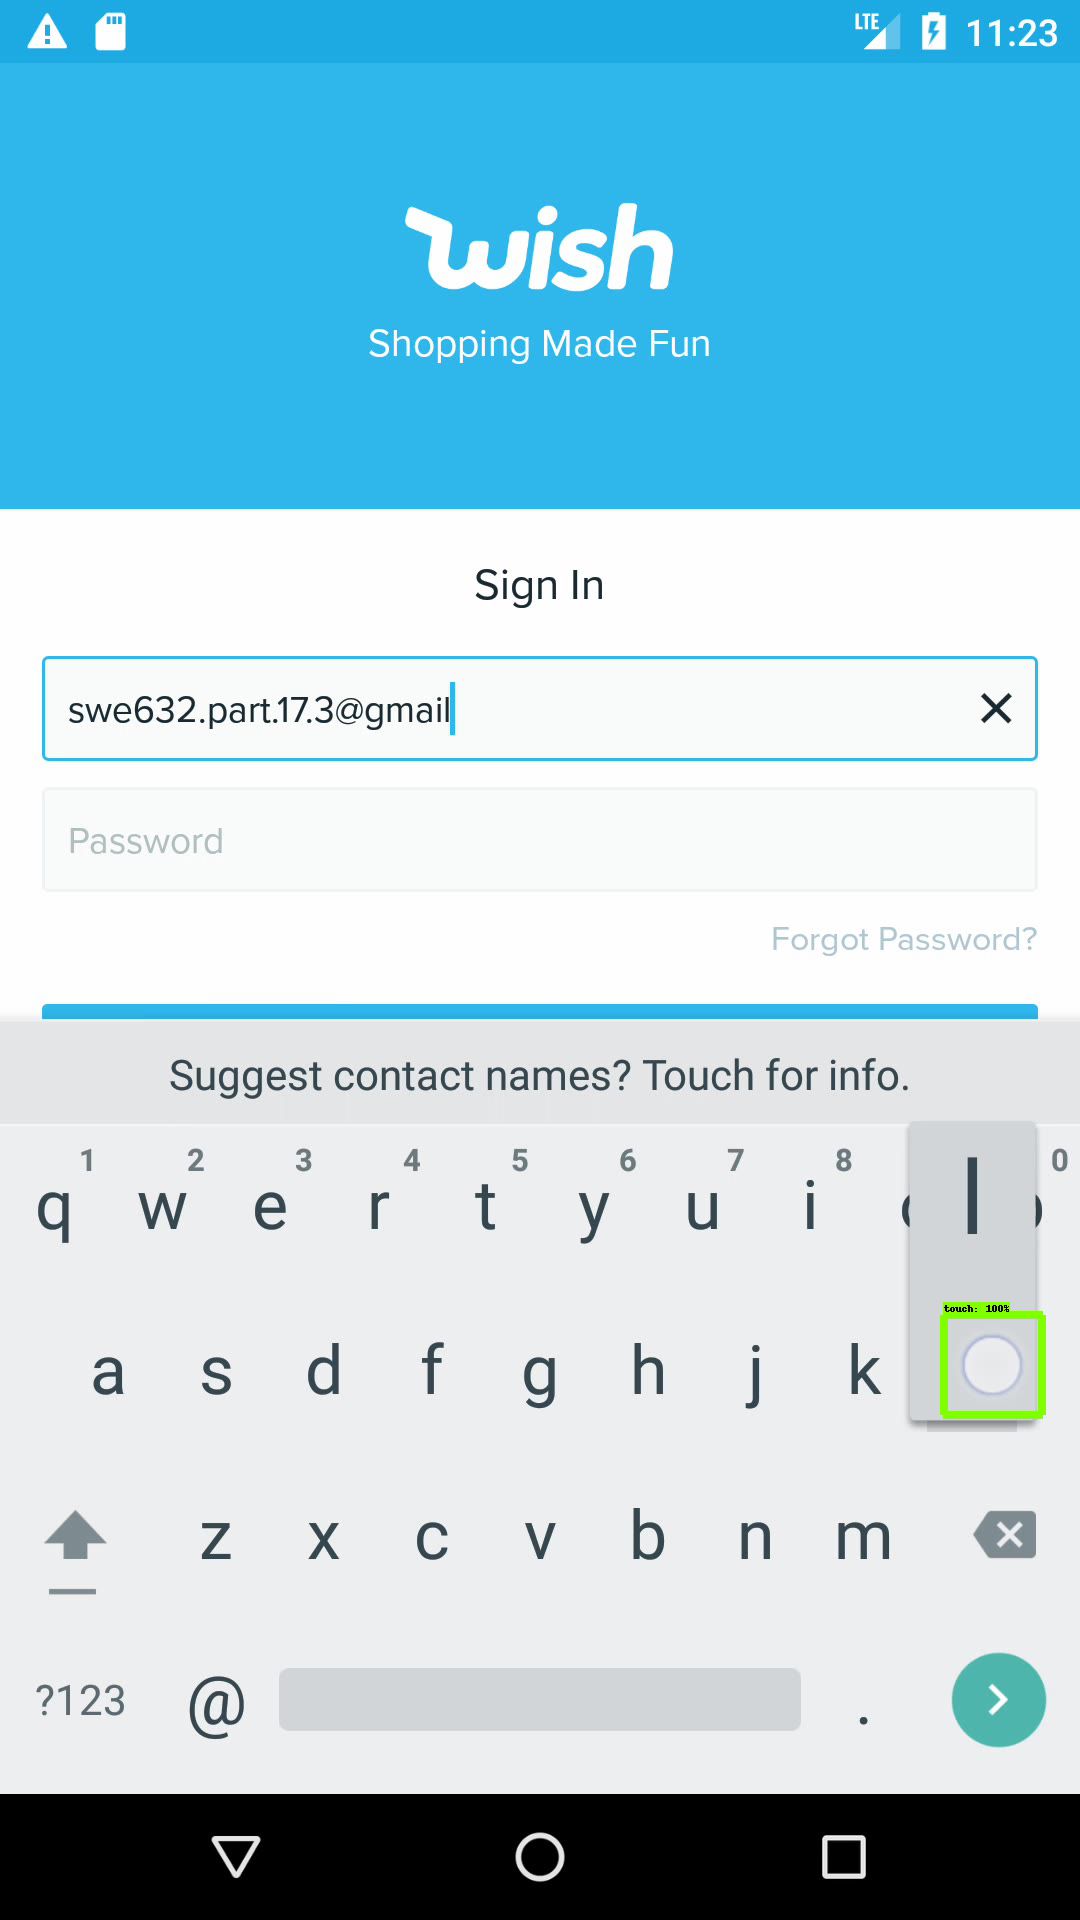 LTE 11:23
wish
Shopping Made Fun
Sign In
swe632.part.17.3@gmail
Password
Forgot Password?
Suggest contact names? Touch for info.
1 2 3 4 5 6 7 8 0
q w e r t y u i l
touch: 100%
a s d f g h j k
z x c v b n m
?123 @ .